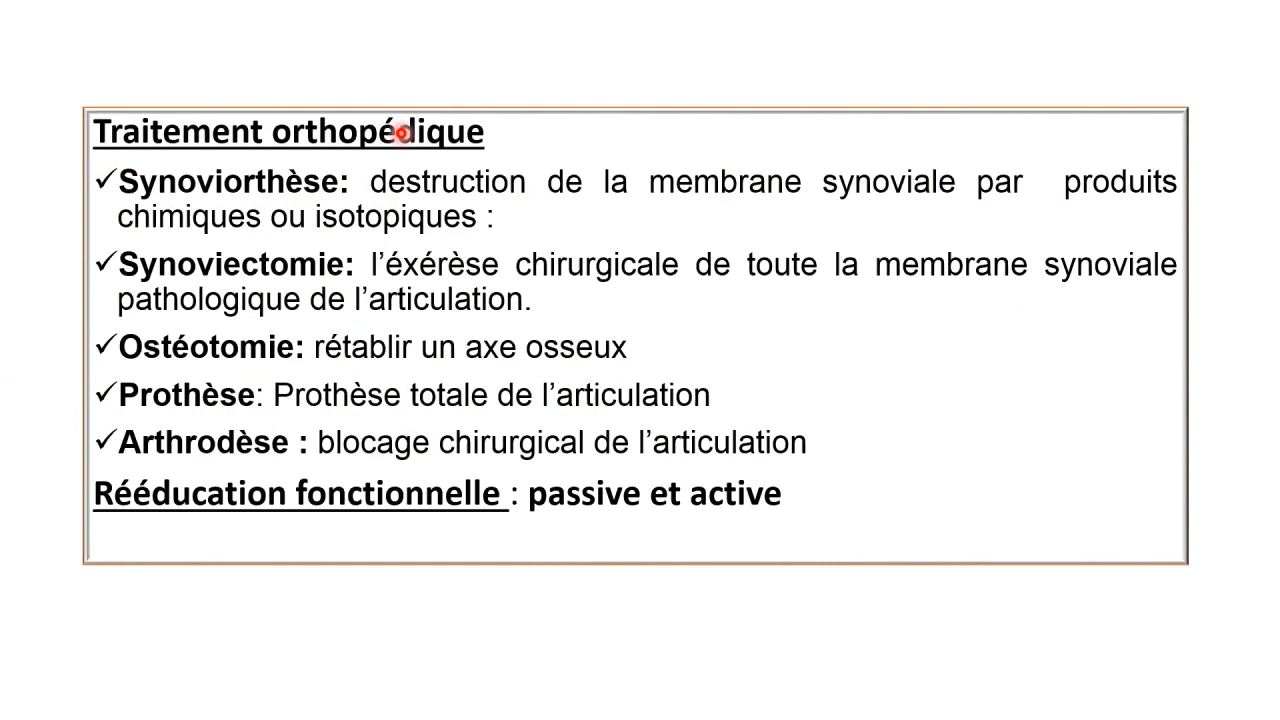 Traitement orthopédique
✓Synoviorthèse: destruction de la membrane synoviale par produits
chimiques ou isotopiques :
✓Synoviectomie: l’éxérèse chirurgicale de toute la membrane synoviale
pathologique de l’articulation.
✓Ostéotomie: rétablir un axe osseux
✓Prothèse: Prothèse totale de l’articulation
✓Arthrodèse : blocage chirurgical de l’articulation
Rééducation fonctionnelle : passive et active